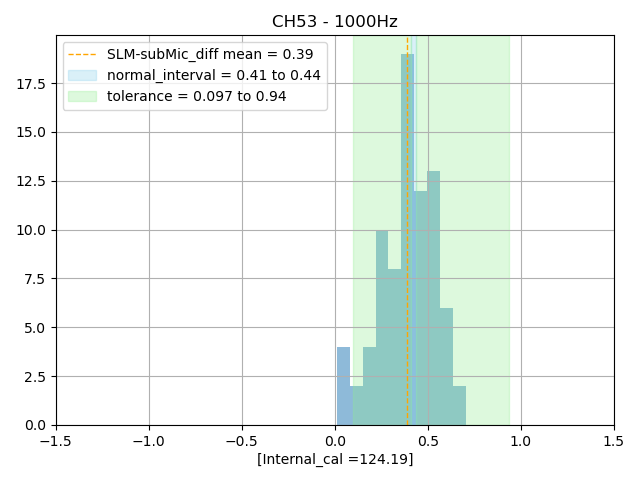 CH53 - 1000Hz
SLM-subMic_diff mean = 0.39
normal_interval = 0.41 to 0.44
tolerance = 0.097 to 0.94
17.5
15.0
12.5
10.0
7.5
5.0
2.5
0.0
−1.5 −1.0 −0.5 0.0 0.5 1.0 1.5
[Internal_cal =124.19]